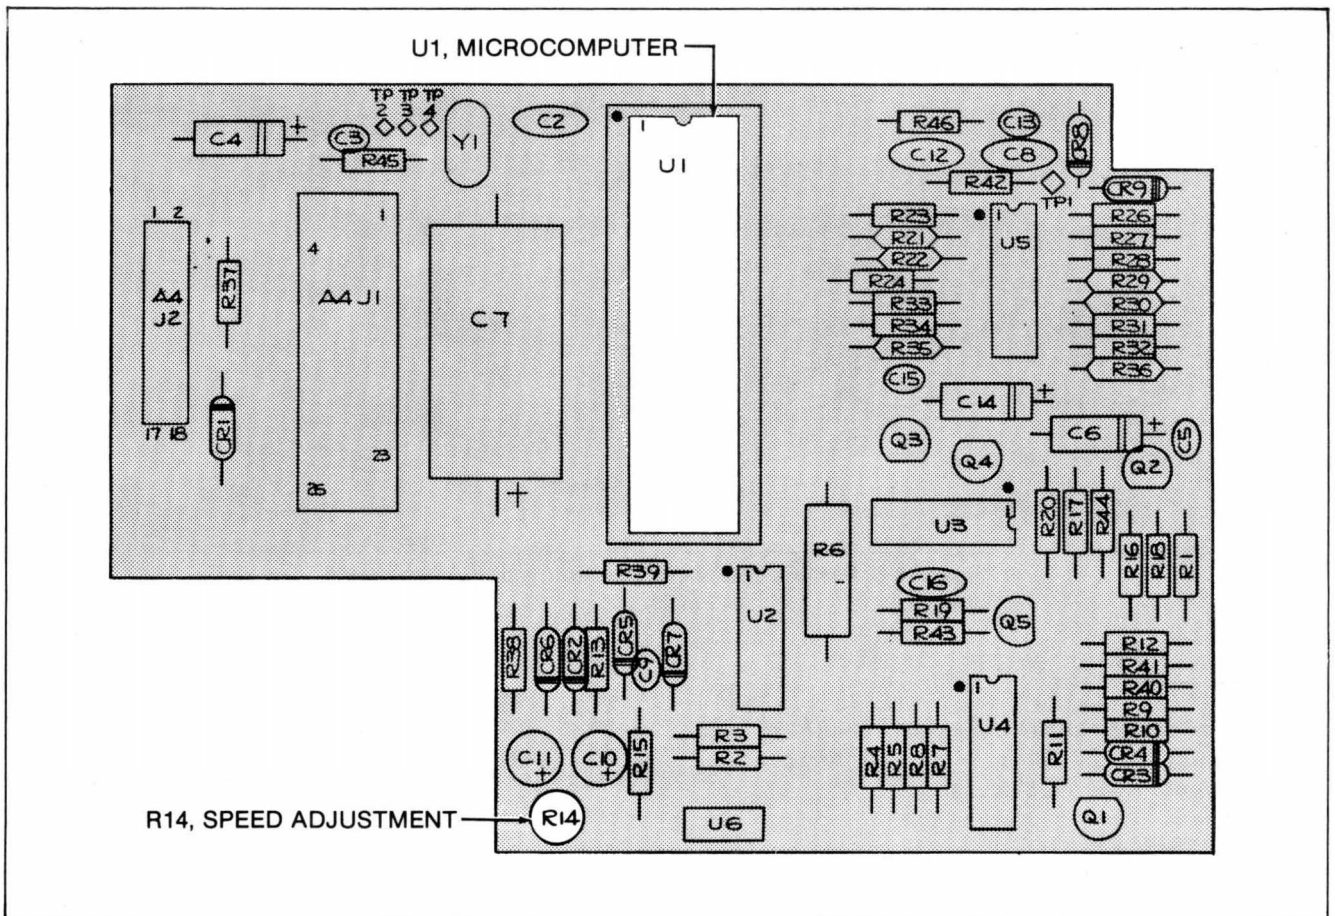 U1, MICROCOMPUTER
TP 2
TP 3
TP 4
C4
C3
R45
Y1
C2
1
U1
R46
C13
C12
C8
CR8
R42
TP1
CR9
1 2
A4
J2
17 18
R37
CR1
1
4
A4 J1
23
26
C7
+
+
R23
R21
R22
R24
R33
R34
R35
1
U5
R26
R27
R28
R29
R30
R31
R32
R36
C15
C14
+
C6
+
C5
Q3
Q4
Q2
U3
1
R20
R17
R44
R16
R18
R1
R6
R39
1
U2
C16
R19
R43
Q5
R38
CR6
CR2
R13
CR5
C9
CR7
R12
R41
R40
R9
R10
CR4
CR3
1
U4
R11
R4
R5
R8
R7
R3
R2
R15
C11
+
C10
+
R14, SPEED ADJUSTMENT
R14
U6
Q1